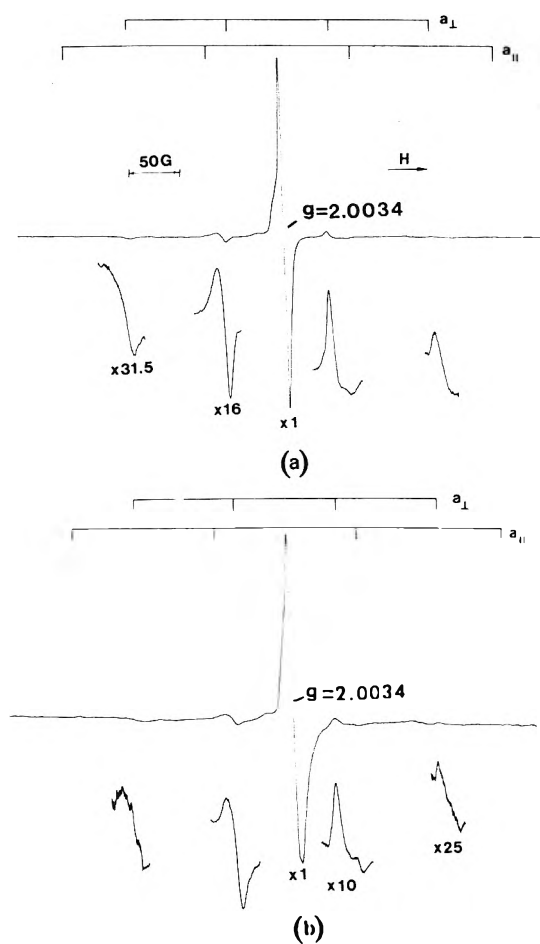 a⊥
a||
50G
H
g=2.0034
x31.5
x16
x1
(a)
a⊥
a||
g=2.0034
x1
x10
x25
(b)